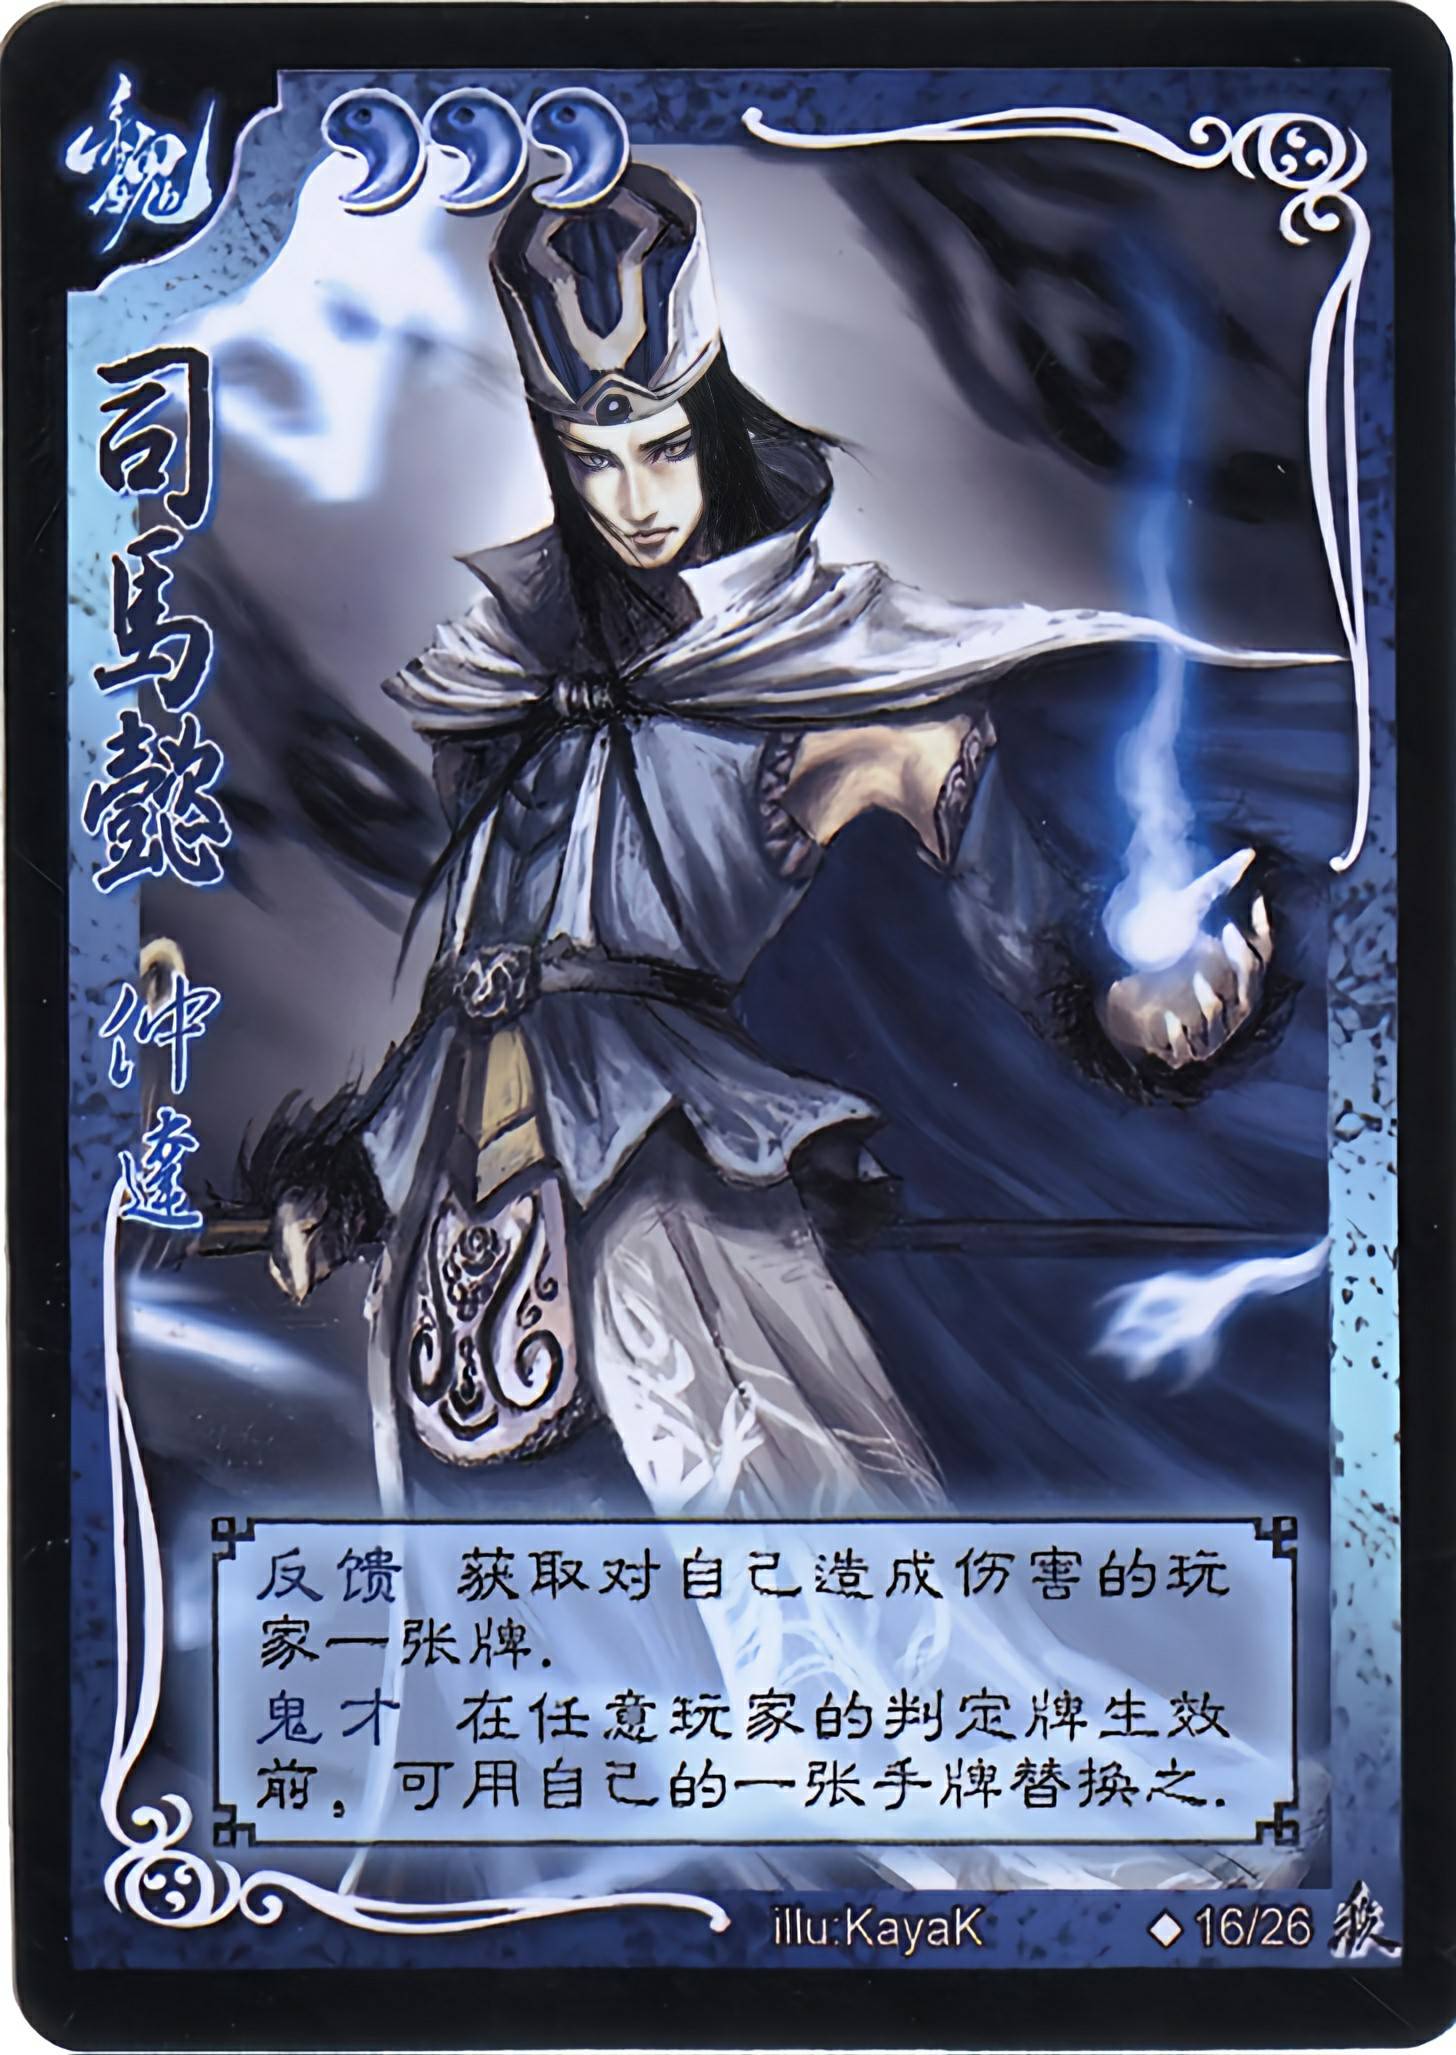 魏
司馬懿
仲達
反馈 获取对自己造成伤害的玩
家一张牌.
鬼才 在任意玩家的判定牌生效
前，可用自己的一张手牌替换之.
illu:KayaK
◆16/26